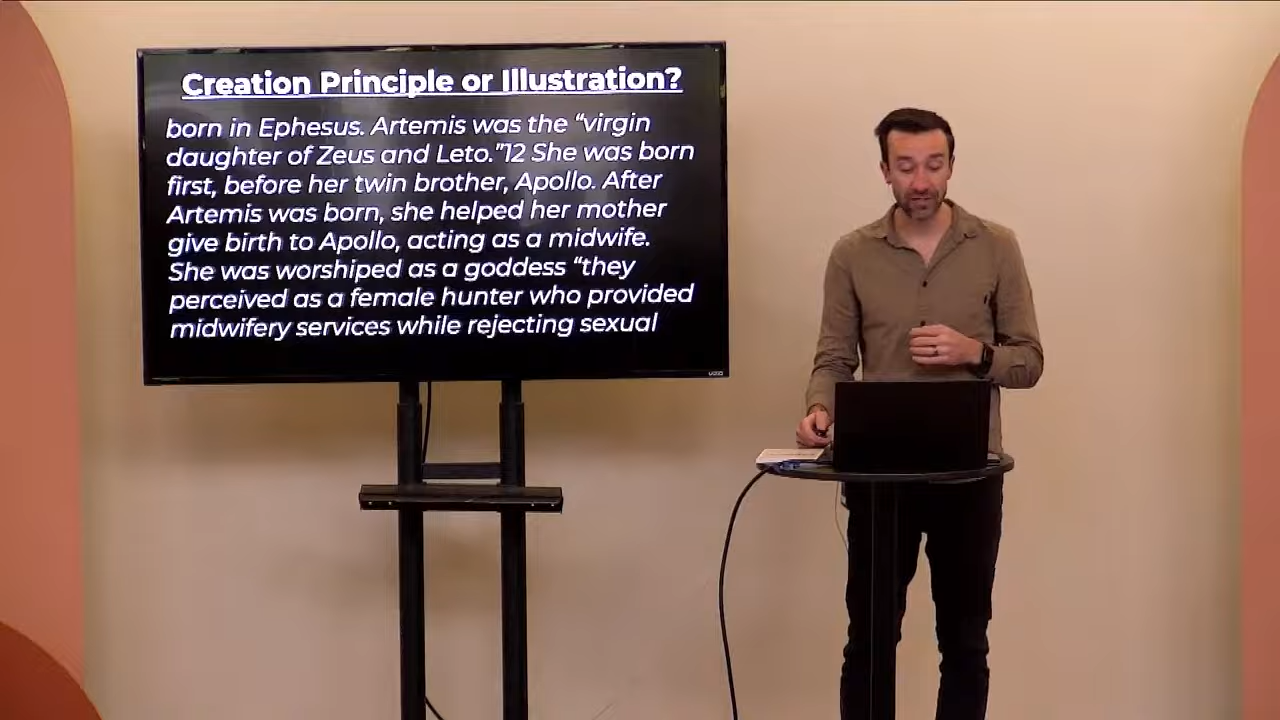 Creation Principle or Illustration?
born in Ephesus. Artemis was the “virgin
daughter of Zeus and Leto.”12 She was born
first, before her twin brother, Apollo. After
Artemis was born, she helped her mother
give birth to Apollo, acting as a midwife.
She was worshiped as a goddess “they
perceived as a female hunter who provided
midwifery services while rejecting sexual
VIZIO